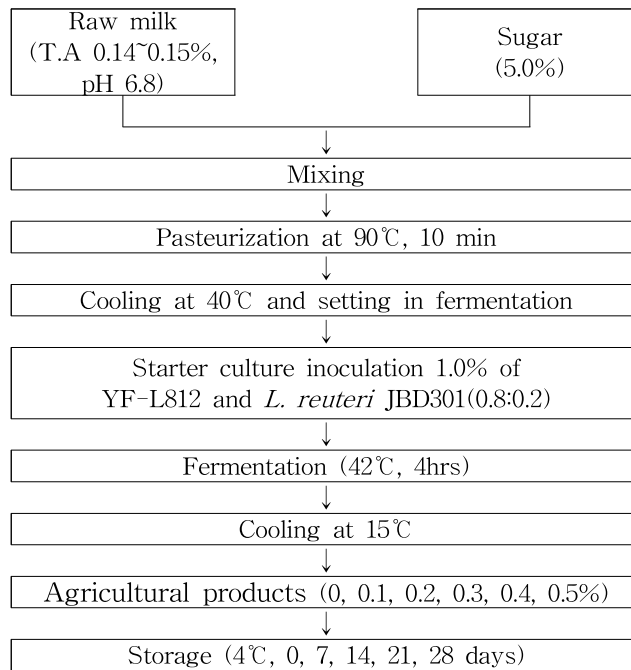 Raw milk
(T.A 0.14~0.15%,
pH 6.8)
Sugar
(5.0%)
Mixing
Pasteurization at 90℃, 10 min
Cooling at 40℃ and setting in fermentation
Starter culture inoculation 1.0% of
YF-L812 and L. reuteri JBD301(0.8:0.2)
Fermentation (42℃, 4hrs)
Cooling at 15℃
Agricultural products (0, 0.1, 0.2, 0.3, 0.4, 0.5%)
Storage (4℃, 0, 7, 14, 21, 28 days)